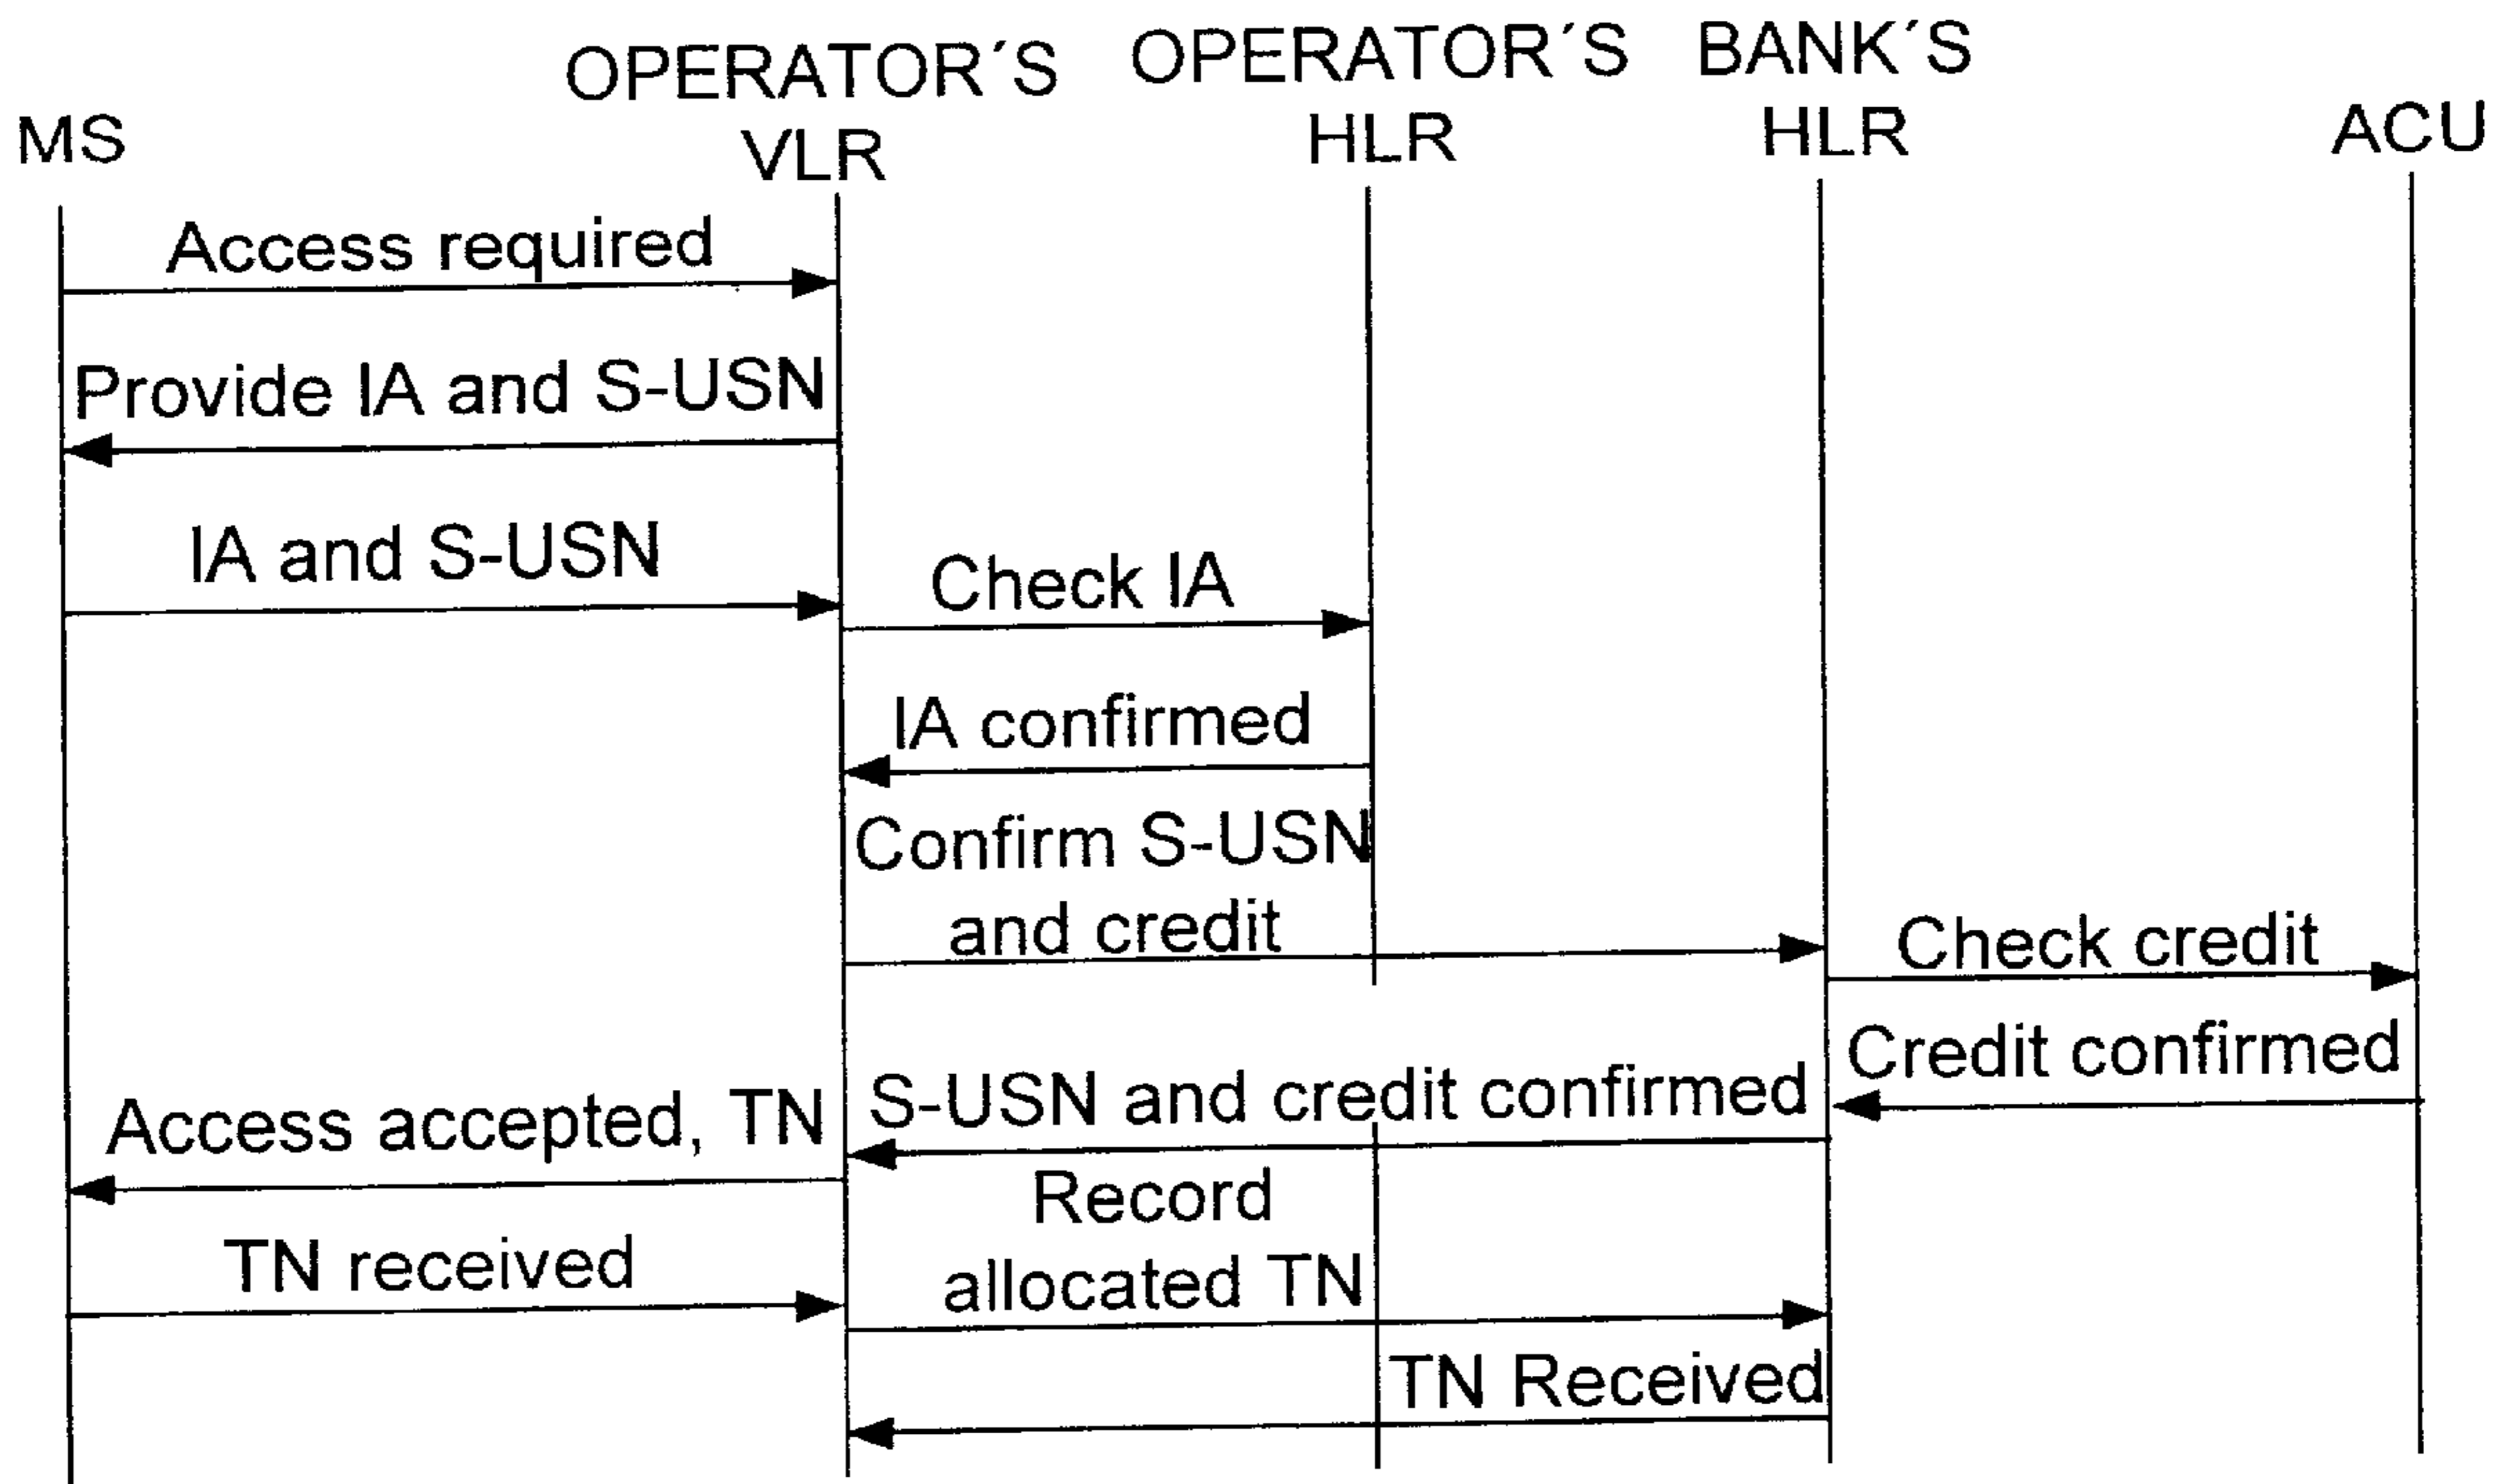 MS
OPERATOR´S
VLR
OPERATOR´S
HLR
BANK´S
HLR
ACU
Access required
Provide IA and S-USN
IA and S-USN
Check IA
IA confirmed
Confirm S-USN
and credit
Check credit
Credit confirmed
S-USN and credit confirmed
Access accepted, TN
TN received
Record
allocated TN
TN Received